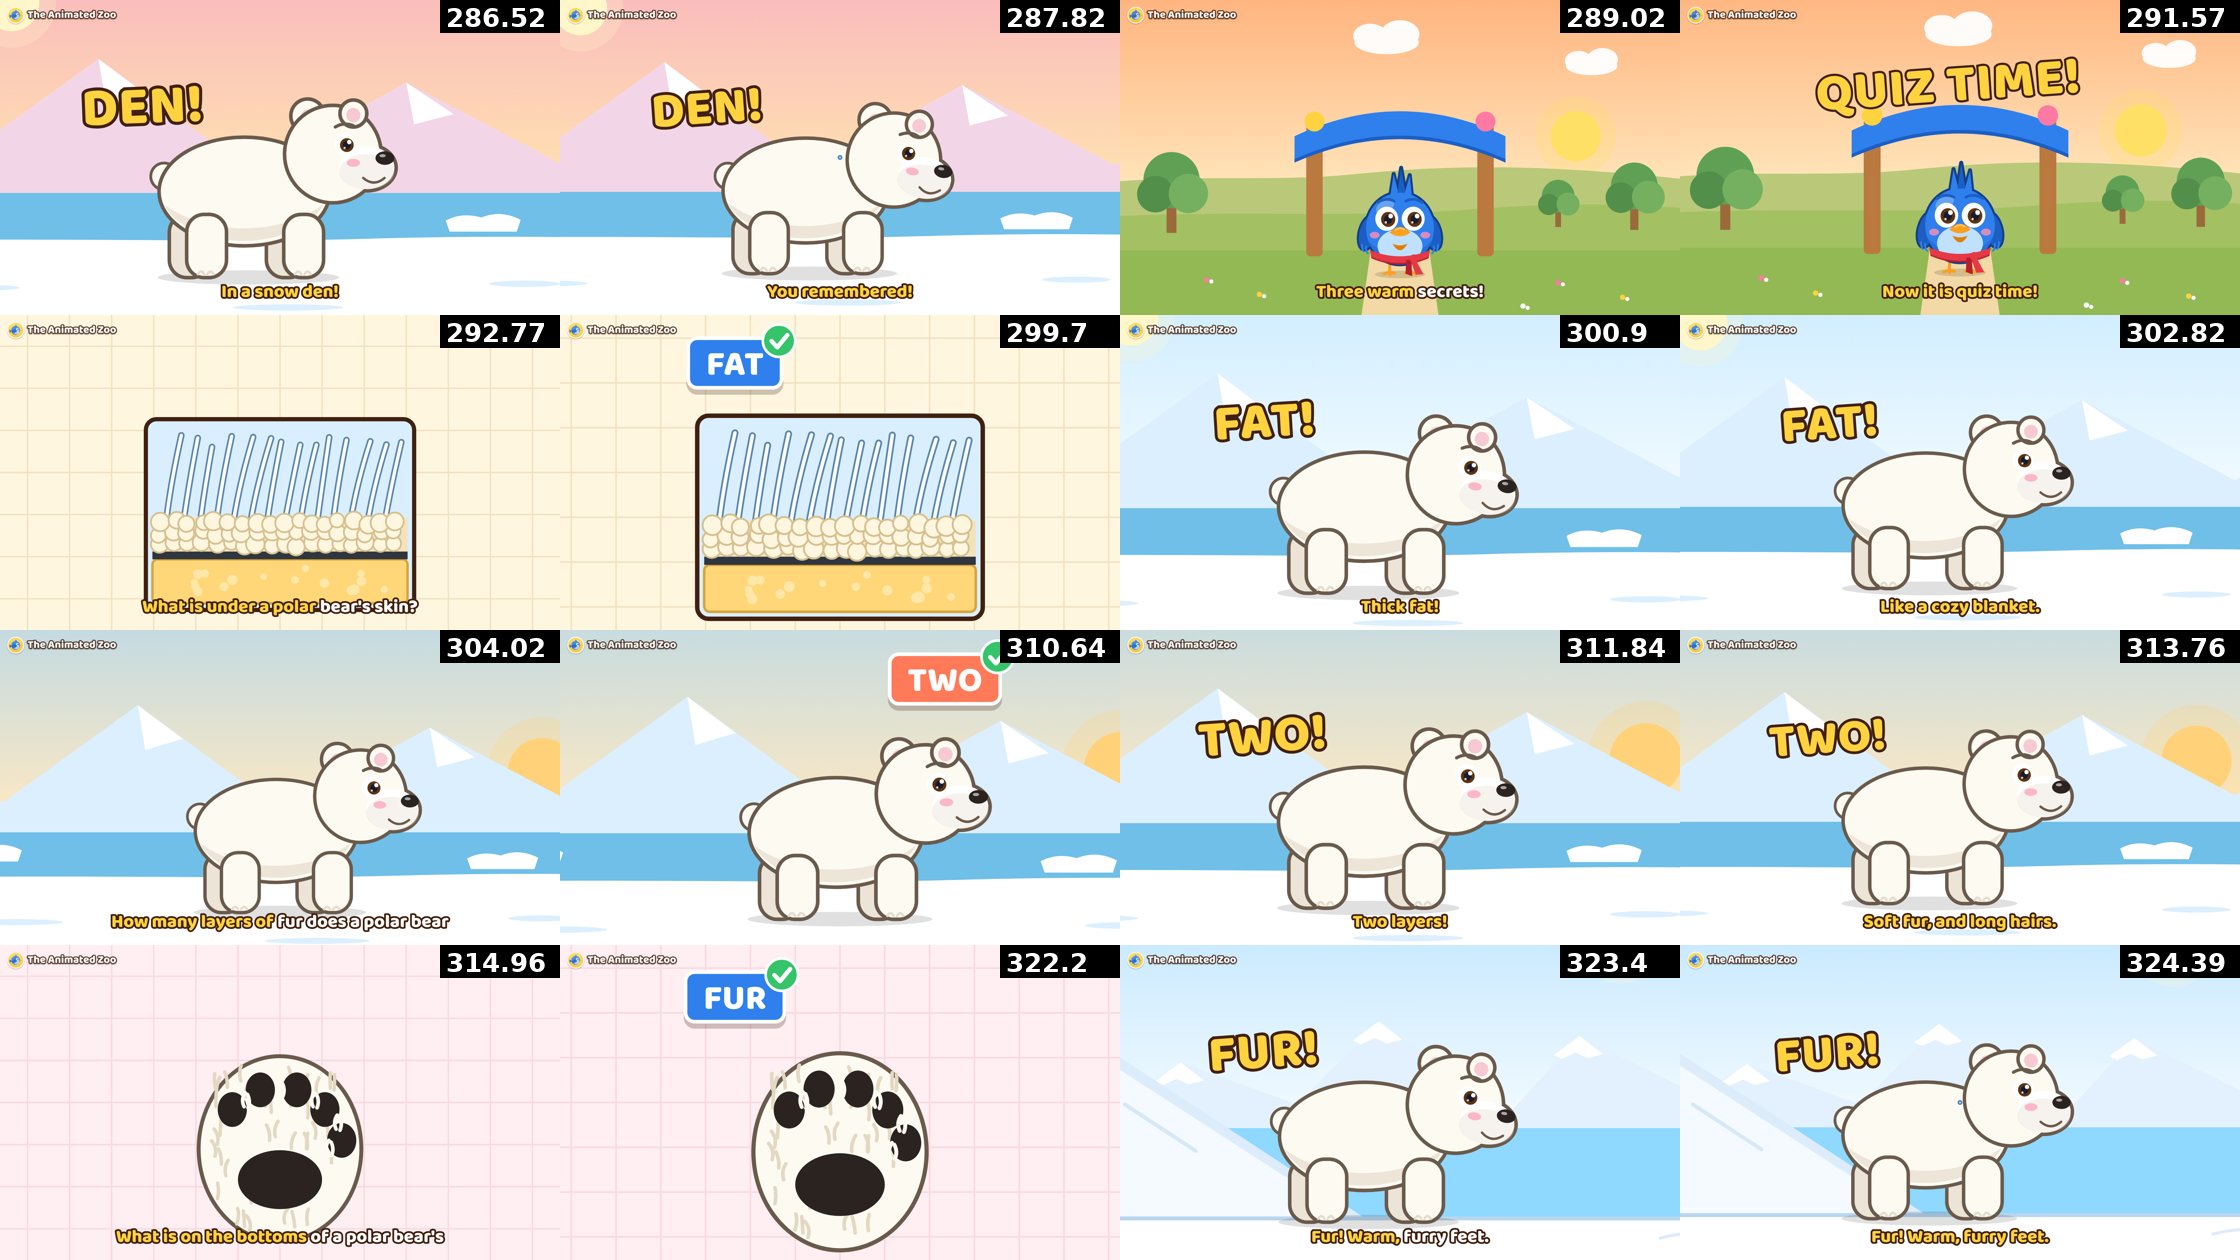 The Animated Zoo
286.52
DEN!
In a snow den!
The Animated Zoo
287.82
DEN!
You remembered!
The Animated Zoo
289.02
Three warm secrets!
The Animated Zoo
291.57
QUIZ TIME!
Now it is quiz time!
The Animated Zoo
292.77
What is under a polar bear's skin?
The Animated Zoo
299.7
FAT
The Animated Zoo
300.9
FAT!
Thick fat!
The Animated Zoo
302.82
FAT!
Like a cozy blanket.
The Animated Zoo
304.02
How many layers of fur does a polar bear
The Animated Zoo
310.64
TWO
The Animated Zoo
311.84
TWO!
Two layers!
The Animated Zoo
313.76
TWO!
Soft fur, and long hairs.
The Animated Zoo
314.96
What is on the bottoms of a polar bear's
The Animated Zoo
322.2
FUR
The Animated Zoo
323.4
FUR!
Fur! Warm, furry feet.
The Animated Zoo
324.39
FUR!
Fur! Warm, furry feet.